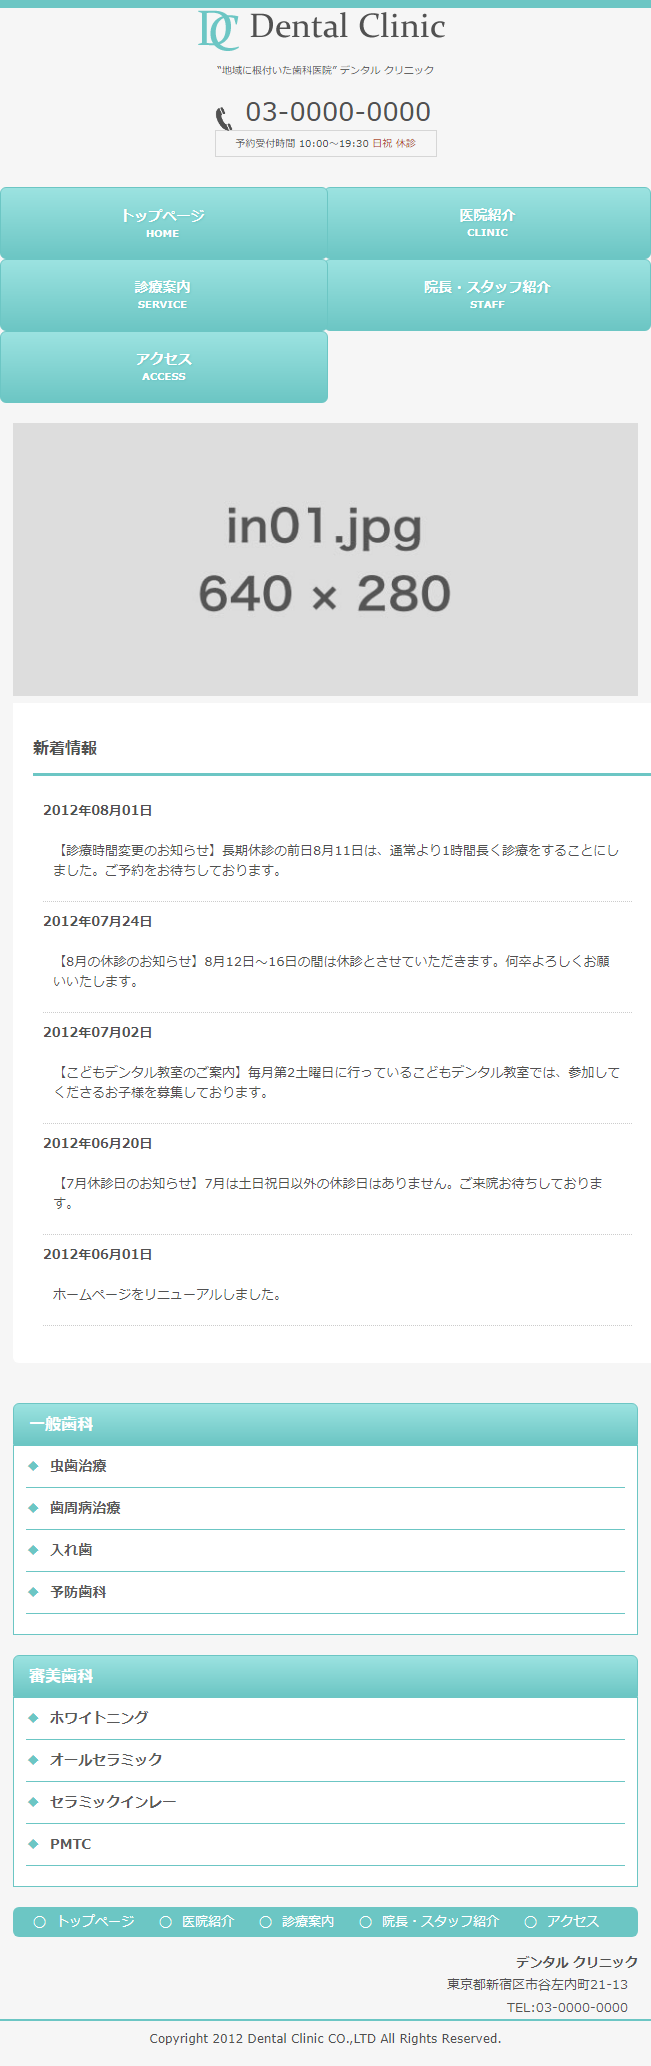 DC Dental Clinic
“地域に根付いた歯科医院” デンタル クリニック
03-0000-0000
予約受付時間 10:00～19:30 日祝 休診
トップページ
HOME
医院紹介
CLINIC
診療案内
SERVICE
院長・スタッフ紹介
STAFF
アクセス
ACCESS
in01.jpg
640 × 280
新着情報
2012年08月01日
【診療時間変更のお知らせ】長期休診の前日8月11日は、通常より1時間長く診療をすることにし
ました。ご予約をお待ちしております。
2012年07月24日
【8月の休診のお知らせ】8月12日～16日の間は休診とさせていただきます。何卒よろしくお願
いいたします。
2012年07月02日
【こどもデンタル教室のご案内】毎月第2土曜日に行っているこどもデンタル教室では、参加して
くださるお子様を募集しております。
2012年06月20日
【7月休診日のお知らせ】7月は土日祝日以外の休診日はありません。ご来院お待ちしておりま
す。
2012年06月01日
ホームページをリニューアルしました。
一般歯科
虫歯治療
歯周病治療
入れ歯
予防歯科
審美歯科
ホワイトニング
オールセラミック
セラミックインレー
PMTC
トップページ 医院紹介 診療案内 院長・スタッフ紹介 アクセス
デンタル クリニック
東京都新宿区市谷左内町21-13
TEL:03-0000-0000
Copyright 2012 Dental Clinic CO.,LTD All Rights Reserved.